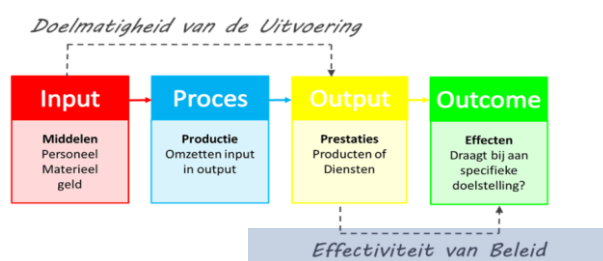 Doelmatigheid van de Uitvoering
Input
Proces
Output
Outcome
Middelen
Personeel
Materieel
geld
Productie
Omzetten input
in output
Prestaties
Producten of
Diensten
Effecten
Draagt bij aan
specifieke
doelstelling?
Effectiviteit van Beleid